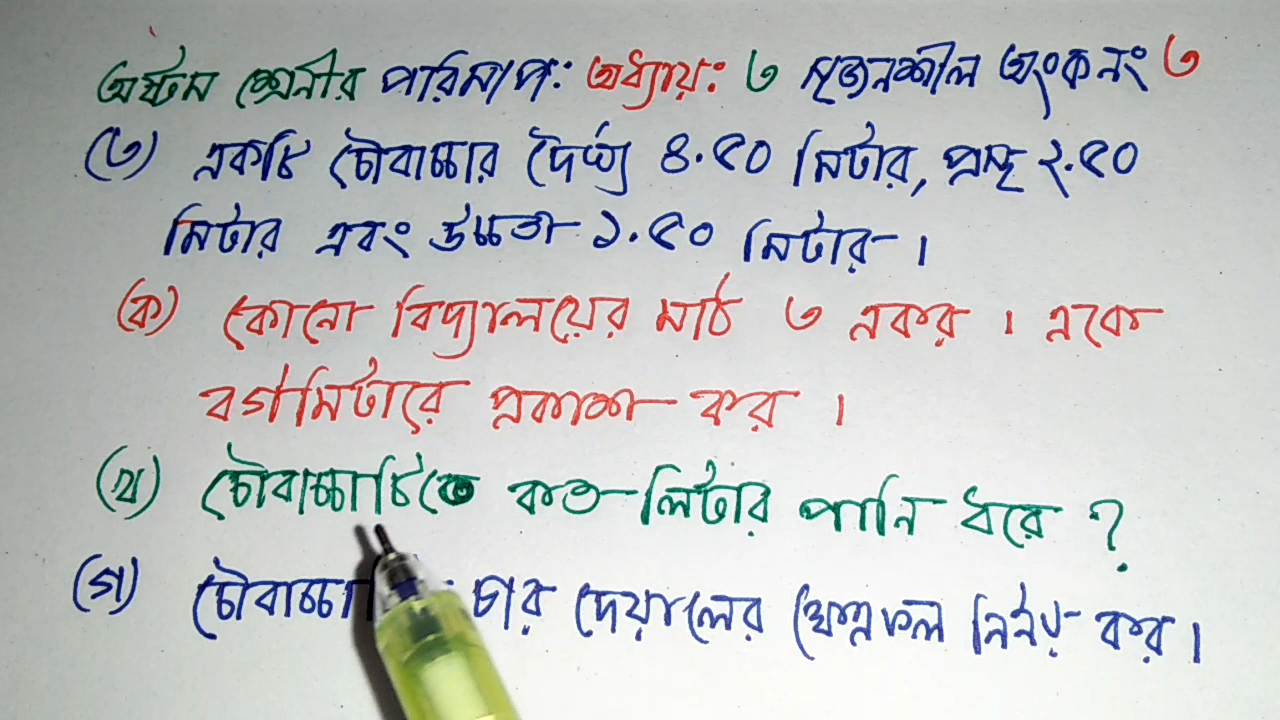 অষ্টম শ্রেনীর পরিমাপ: অধ্যায়: ৩ সৃজনশীল অংক নং ৩
(৩) একটি চৌবাচ্চার দৈর্ঘ্য ৪.৫০ মিটার, প্রস্থ ২.৫০
মিটার এবং উচ্চতা ১.৫০ মিটার ।
(ক) কোনো বিদ্যালয়ের মাঠ ৩ একর । একে
বর্গমিটারে প্রকাশ কর ।
(খ) চৌবাচ্চাটিতে কত লিটার পানি ধরে ?
(গ) চার দেয়ালের ক্ষেত্রফল নির্নয় কর ।